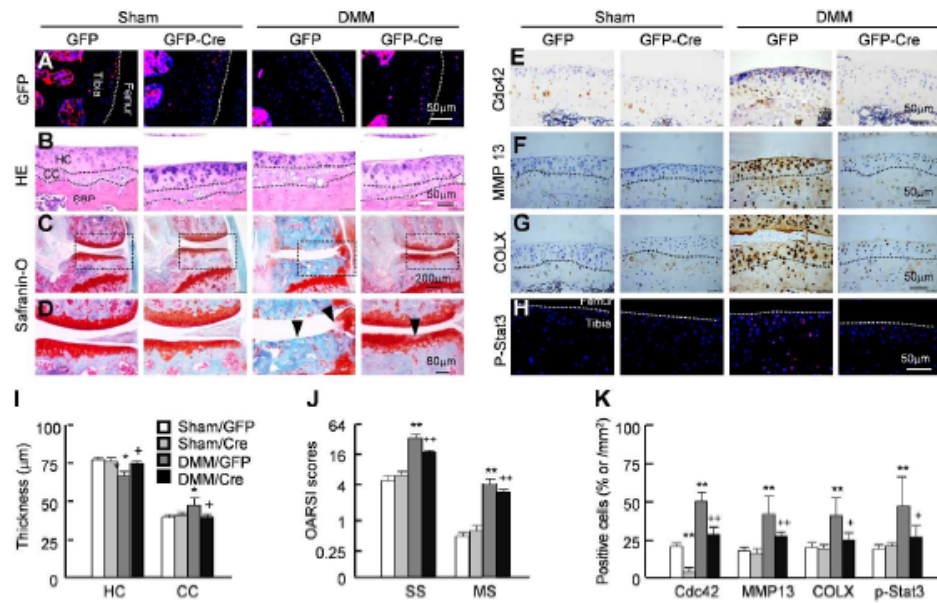 Sham DMM
GFP GFP-Cre GFP GFP-Cre
A
GFP
Tibia
Femur
50μm
B
HE
HC
CC
SBP
50μm
C
Safranin-O
200μm
D
60μm
Sham DMM
GFP GFP-Cre GFP GFP-Cre
E
Cdc42
50μm
F
MMP 13
50μm
G
COLX
50μm
H
P-Stat3
Femur
Tibia
50μm
I
Thickness (μm)
100
75
50
25
0
Sham/GFP
Sham/Cre
DMM/GFP
DMM/Cre
* +
* +
HC CC
J
OARSI scores
64
16
4
1
0.25
0
** ++
** ++
SS MS
K
Positive cells (% or /mm²)
100
75
50
25
0
** ** ++
** ++
** +
** +
Cdc42 MMP13 COLX p-Stat3